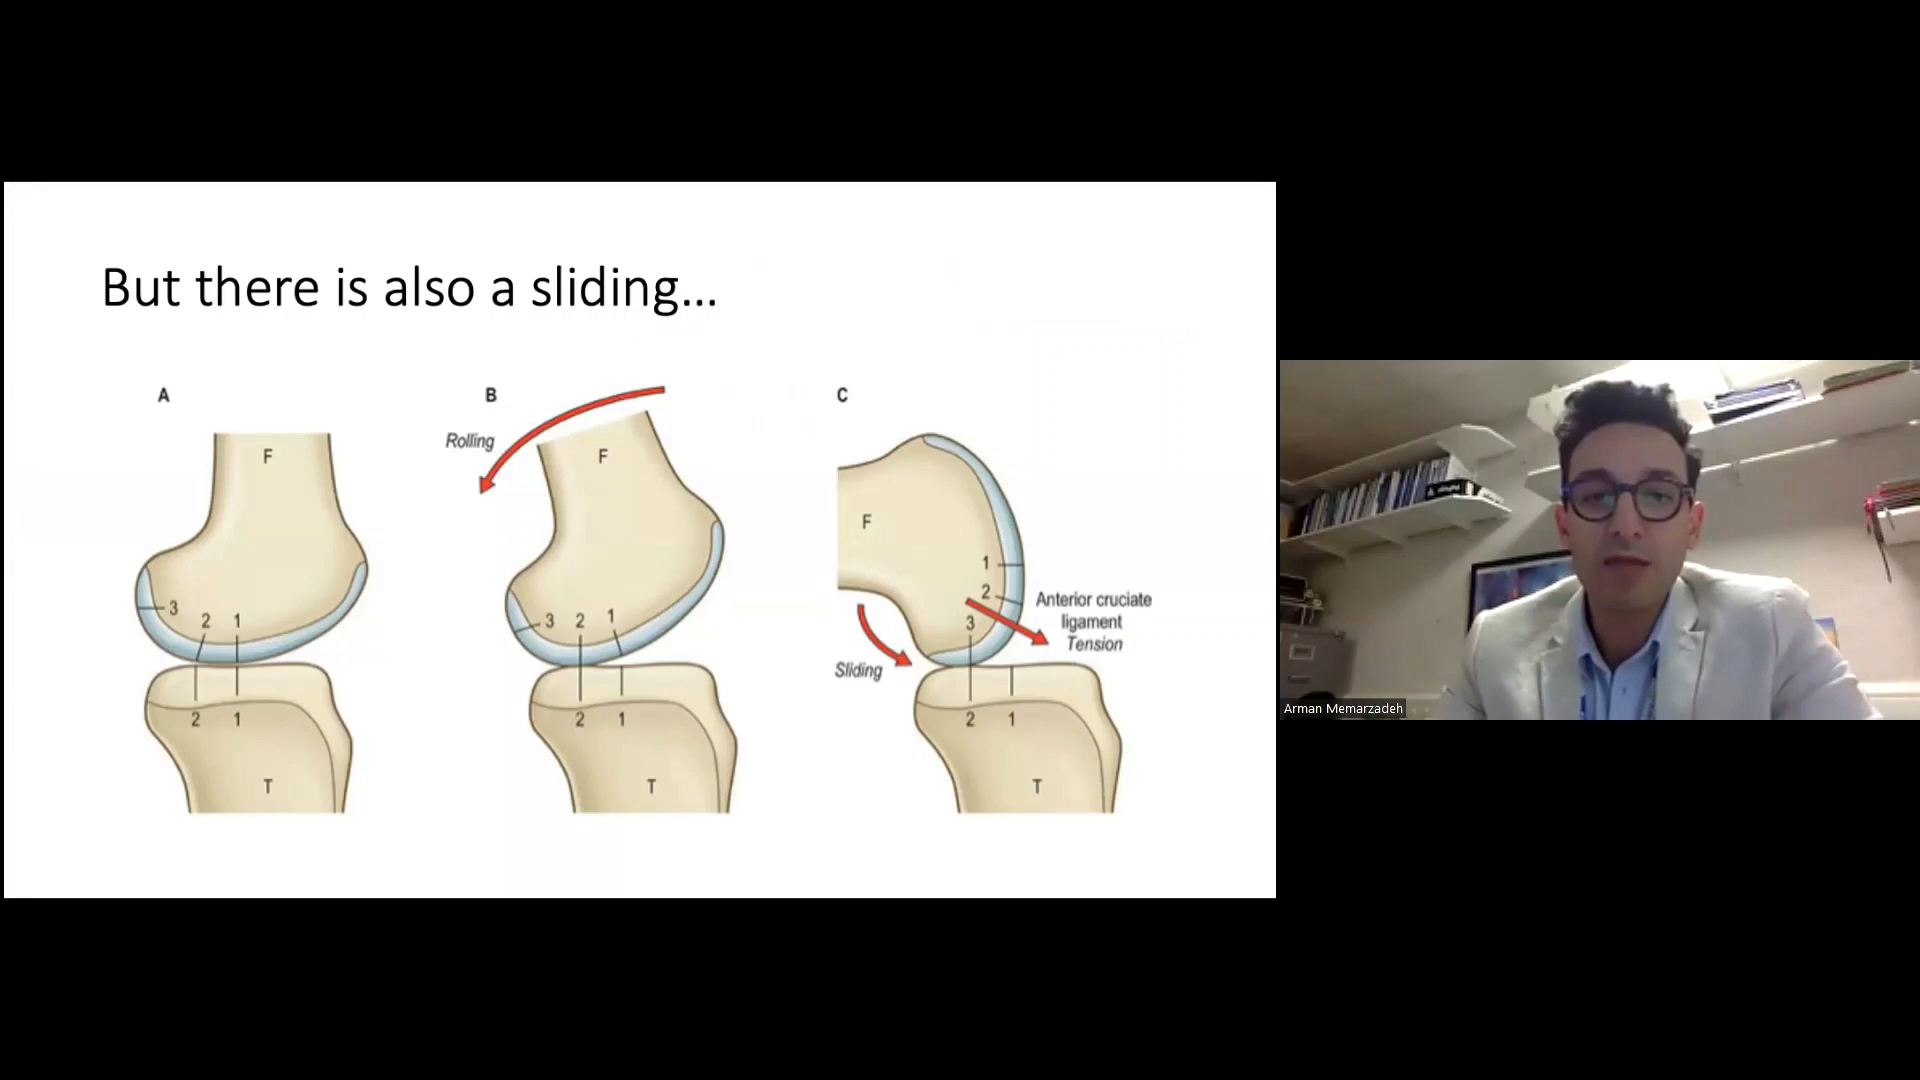 But there is also a sliding...
A
B
C
Rolling
F
F
F
3
2
1
3
2
1
1
2
3
Anterior cruciate
ligament
Tension
Sliding
2
1
2
1
2
1
T
T
T
Arman Memarzadeh